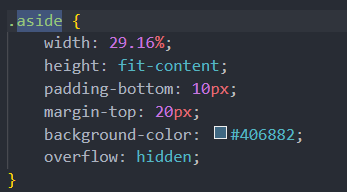 .aside {
    width: 29.16%;
    height: fit-content;
    padding-bottom: 10px;
    margin-top: 20px;
    background-color: #406882;
    overflow: hidden;
}